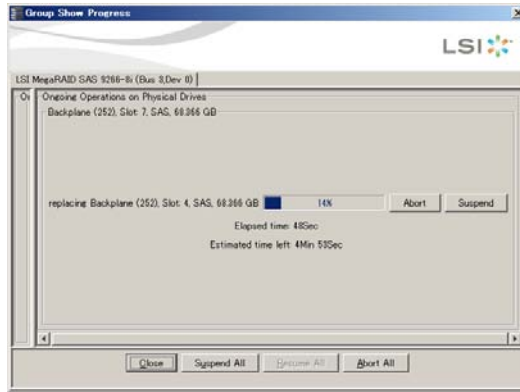 Group Show Progress
LSI
LSI MegaRAID SAS 9266-8i (Bus 8,Dev 0)
Ongoing Operations on Physical Drives
Backplane (252), Slot: 7, SAS, 68.366 GB
replacing Backplane (252), Slot: 4, SAS, 68.366 GB 14% Abort Suspend
Elapsed time: 48Sec
Estimated time left: 4Min 53Sec
Close Suspend All Resume All Abort All